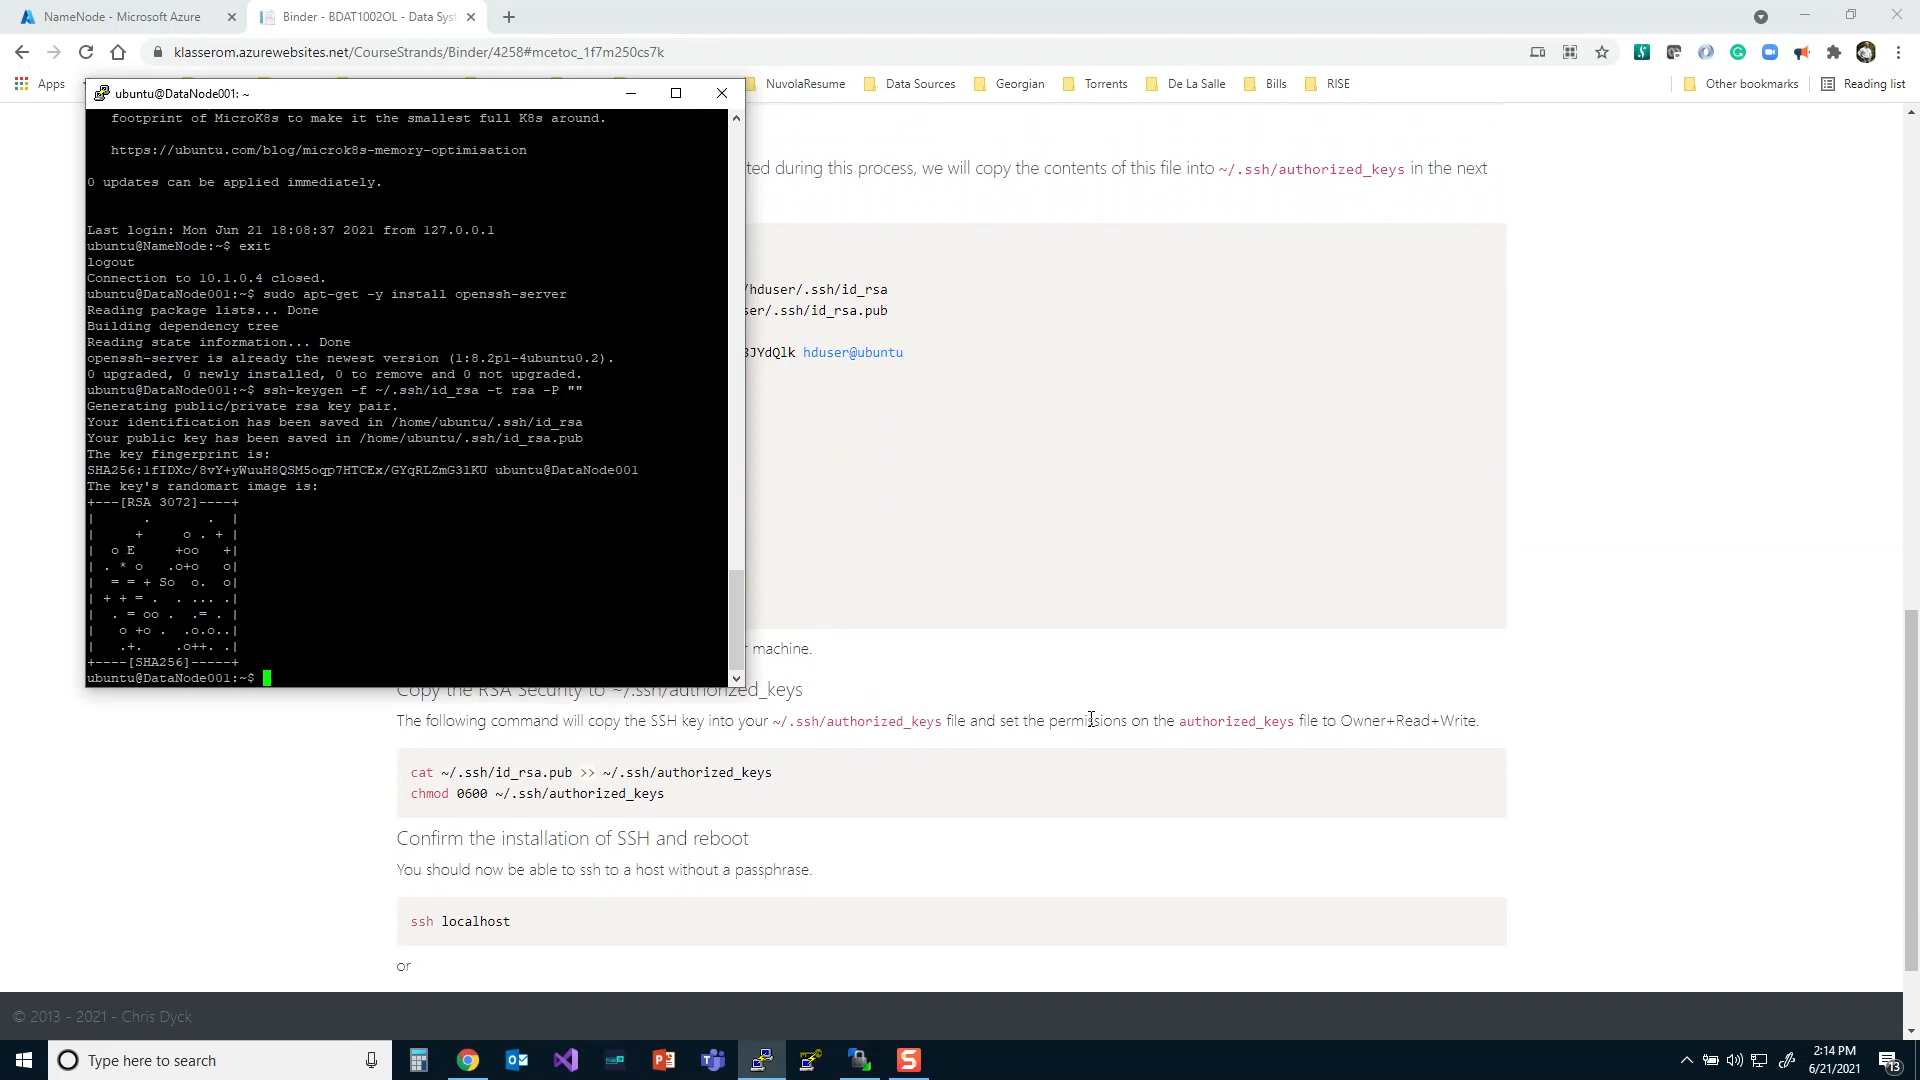 NameNode - Microsoft Azure
Binder - BDAT1002OL - Data Sys
klasserom.azurewebsites.net/CourseStrands/Binder/4258#mcetoc_1f7m250cs7k
Apps
NuvolaResume
Data Sources
Georgian
Torrents
De La Salle
Bills
RISE
Other bookmarks
Reading list
ubuntu@DataNode001: ~
footprint of MicroK8s to make it the smallest full K8s around.
https://ubuntu.com/blog/microk8s-memory-optimisation
0 updates can be applied immediately.
Last login: Mon Jun 21 18:08:37 2021 from 127.0.0.1
ubuntu@NameNode:~$ exit
logout
Connection to 10.1.0.4 closed.
ubuntu@DataNode001:~$ sudo apt-get -y install openssh-server
Reading package lists... Done
Building dependency tree
Reading state information... Done
openssh-server is already the newest version (1:8.2p1-4ubuntu0.2).
0 upgraded, 0 newly installed, 0 to remove and 0 not upgraded.
ubuntu@DataNode001:~$ ssh-keygen -f ~/.ssh/id_rsa -t rsa -P ""
Generating public/private rsa key pair.
Your identification has been saved in /home/ubuntu/.ssh/id_rsa
Your public key has been saved in /home/ubuntu/.ssh/id_rsa.pub
The key fingerprint is:
SHA256:1fIDXc/8vY+yWuuH8QSM5oqp7HTCEx/GYqRLZmG3lKU ubuntu@DataNode001
The key's randomart image is:
+---[RSA 3072]----+
|      .       .  |
|     +     o . + |
|  o E     +oo   +|
| . * o   .o+o   o|
|  = = + So  o.  o|
| + + = .  . ... .|
|  . = oo .  .= . |
|   o +o .  .o.o..|
|   .+.    .o++. .|
+----[SHA256]-----+
ubuntu@DataNode001:~$
ted during this process, we will copy the contents of this file into ~/.ssh/authorized_keys in the next
/hduser/.ssh/id_rsa
ser/.ssh/id_rsa.pub
3JYdQlk hduser@ubuntu
r machine.
Copy the RSA Security to ~/.ssh/authorized_keys
The following command will copy the SSH key into your ~/.ssh/authorized_keys file and set the permissions on the authorized_keys file to Owner+Read+Write.
cat ~/.ssh/id_rsa.pub >> ~/.ssh/authorized_keys
chmod 0600 ~/.ssh/authorized_keys
Confirm the installation of SSH and reboot
You should now be able to ssh to a host without a passphrase.
ssh localhost
or
© 2013 - 2021 - Chris Dyck
Type here to search
2:14 PM
6/21/2021
13